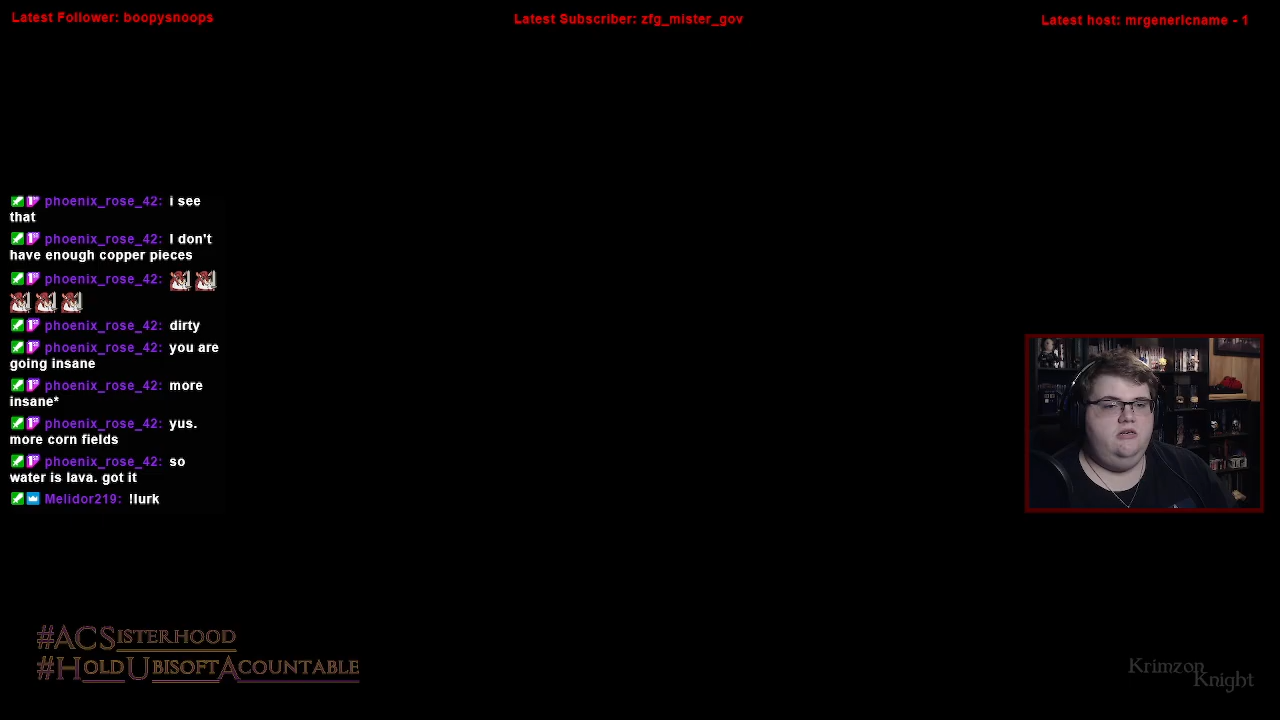 Latest Follower: boopysnoops
Latest Subscriber: zfg_mister_gov
Latest host: mrgenericname - 1
phoenix_rose_42: i see
that
phoenix_rose_42: I don't
have enough copper pieces
phoenix_rose_42:
phoenix_rose_42: dirty
phoenix_rose_42: you are
going insane
phoenix_rose_42: more
insane*
phoenix_rose_42: yus.
more corn fields
phoenix_rose_42: so
water is lava. got it
Melidor219: !lurk
#ACSisterhood
#HoldUbisoftAcountable
Krimzon
Knight